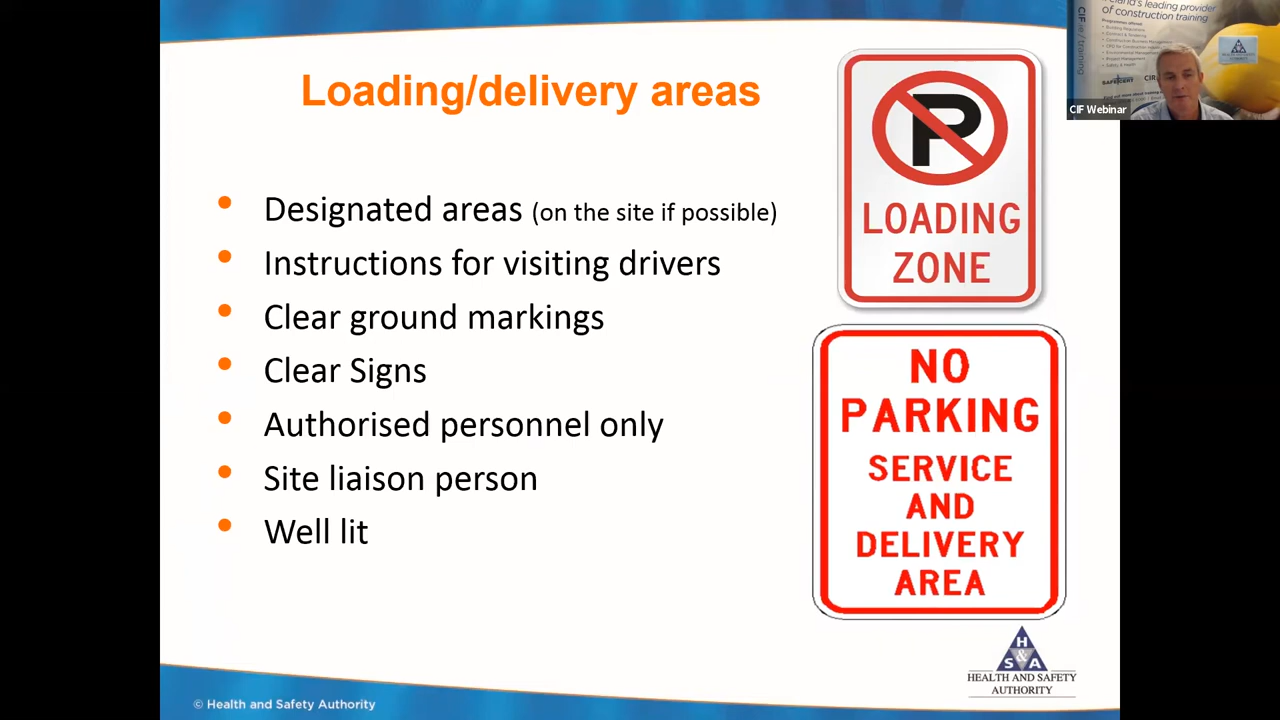 Loading/delivery areas
• Designated areas (on the site if possible)
• Instructions for visiting drivers
• Clear ground markings
• Clear Signs
• Authorised personnel only
• Site liaison person
• Well lit
P
LOADING
ZONE
NO
PARKING
SERVICE
AND
DELIVERY
AREA
H
& 
S A
HEALTH AND SAFETY
AUTHORITY
© Health and Safety Authority
leading provider
of construction training
CIF Webinar